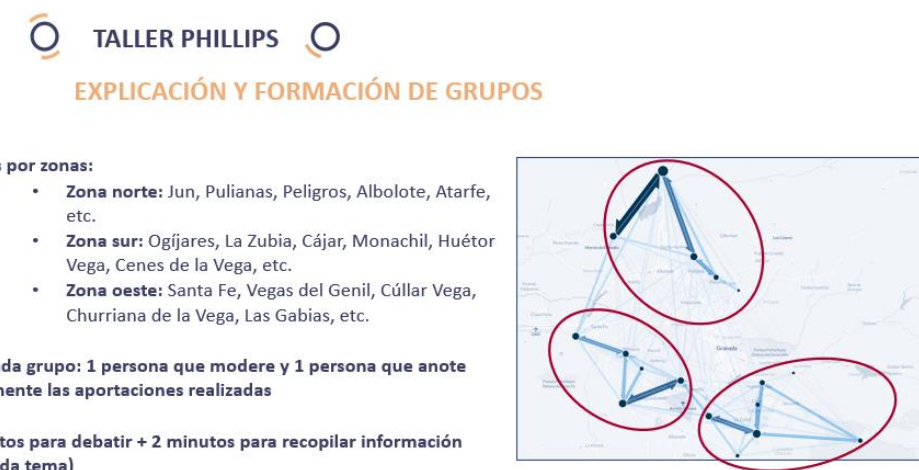 TALLER PHILLIPS
EXPLICACIÓN Y FORMACIÓN DE GRUPOS
s por zonas:
• Zona norte: Jun, Pulianas, Peligros, Albolote, Atarfe,
etc.
• Zona sur: Ogíjares, La Zubia, Cájar, Monachil, Huétor
Vega, Cenes de la Vega, etc.
• Zona oeste: Santa Fe, Vegas del Genil, Cúllar Vega,
Churriana de la Vega, Las Gabias, etc.
da grupo: 1 persona que modere y 1 persona que anote
mente las aportaciones realizadas
tos para debatir + 2 minutos para recopilar información
da tema)
Santa Fe
Granada